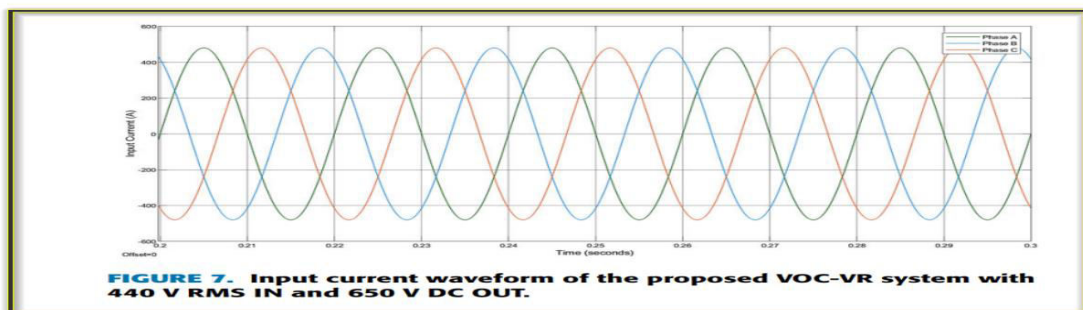 600
400
200
0
-200
-400
-600
Input Current (A)
Phase A
Phase B
Phase C
0.2 0.21 0.22 0.23 0.24 0.25 0.26 0.27 0.28 0.29 0.3
Offset=0
Time (seconds)
FIGURE 7. Input current waveform of the proposed VOC-VR system with
440 V RMS IN and 650 V DC OUT.